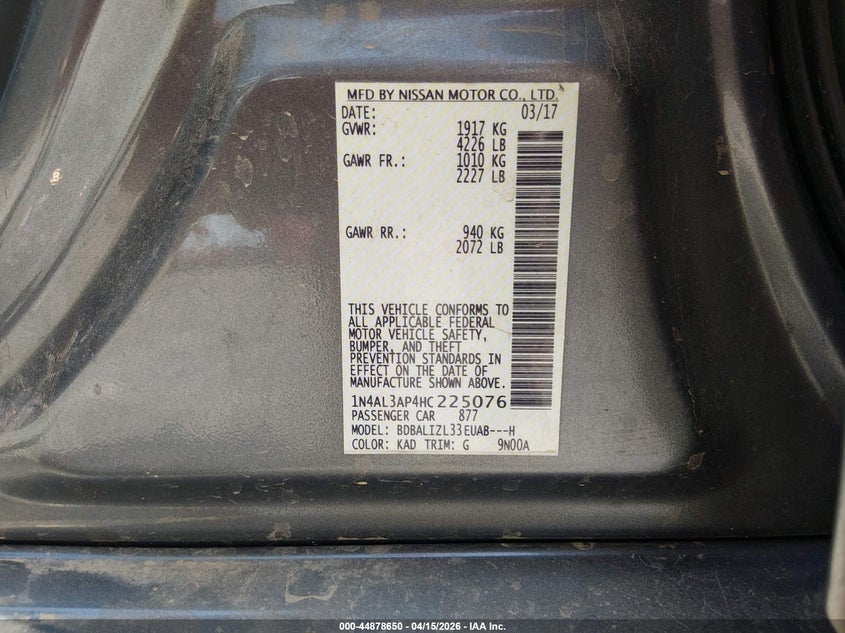 MFD BY NISSAN MOTOR CO., LTD.
DATE: 03/17
GVWR: 1917 KG
4226 LB
GAWR FR.: 1010 KG
2227 LB
GAWR RR.: 940 KG
2072 LB
THIS VEHICLE CONFORMS TO
ALL APPLICABLE FEDERAL
MOTOR VEHICLE SAFETY,
BUMPER, AND THEFT
PREVENTION STANDARDS IN
EFFECT ON THE DATE OF
MANUFACTURE SHOWN ABOVE.
1N4AL3AP4HC225076
PASSENGER CAR 877
MODEL: BDBALIZL33EUAB---H
COLOR: KAD TRIM: G 9N00A
000-44878650 - 04/15/2026 - IAA Inc.